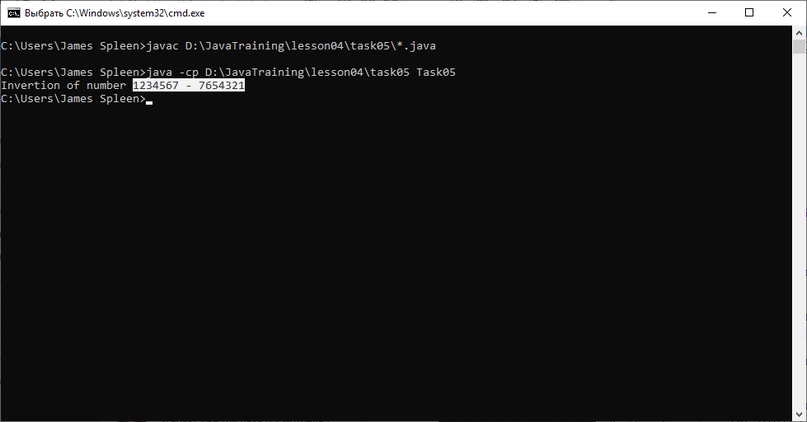 Выбрать C:\Windows\system32\cmd.exe
C:\Users\James Spleen>javac D:\JavaTraining\lesson04\task05\*.java
C:\Users\James Spleen>java -cp D:\JavaTraining\lesson04\task05 Task05
Invertion of number 1234567 - 7654321
C:\Users\James Spleen>